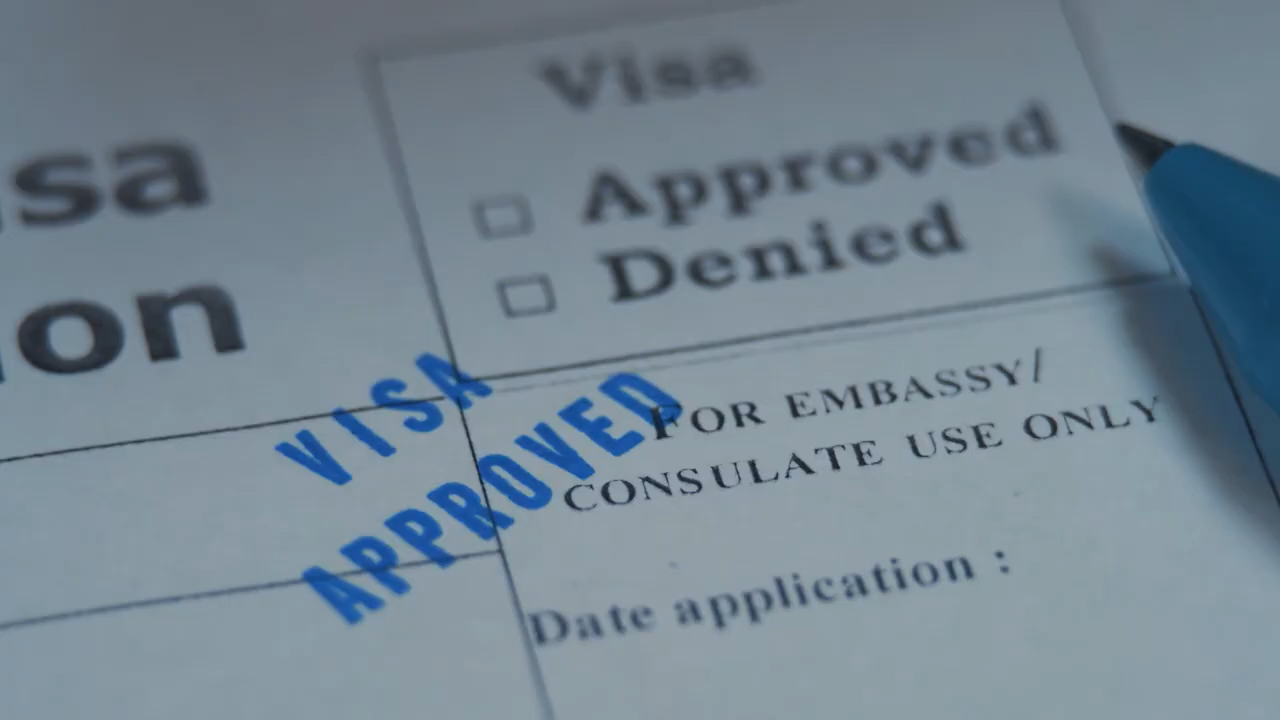 sa
on
Visa
Approved
Denied
VISA
APPROVED
FOR EMBASSY/
CONSULATE USE ONLY
Date application :